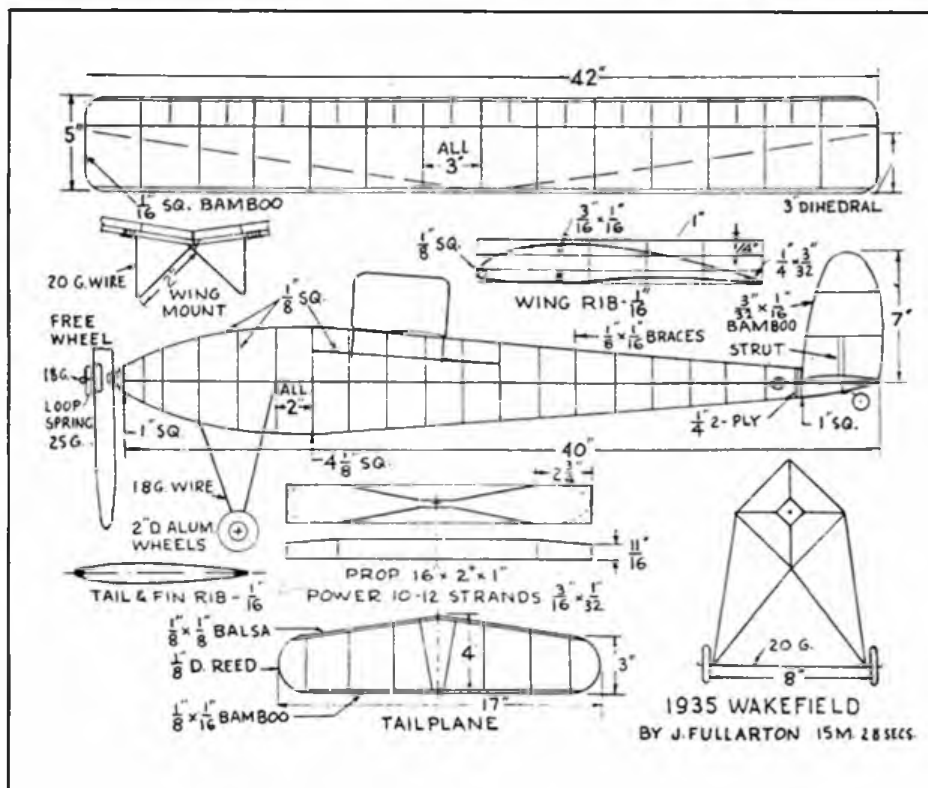 42"
5"
ALL
3"
1/16 SQ. BAMBOO
3" DIHEDRAL
20 G. WIRE
2"
WING
MOUNT
1/8 SQ.
3/16 × 1/16"
1"
1/4"
1/4" × 3/32"
WING RIB - 1/16"
1/8" SQ.
3/32" × 1/16"
BAMBOO
7"
1/8" × 1/16" BRACES
STRUT
FREE
WHEEL
18G.
LOOP
SPRING
25 G.
1" SQ.
ALL
2"
1/4" 2-PLY
1" SQ.
40"
4 1/8" SQ.
18G. WIRE
2" D. ALUM.
WHEELS
2 3/4"
11/16"
PROP. 16 × 2" × 1"
POWER 10-12 STRANDS 3/16" × 1/32"
TAIL & FIN RIB - 1/16"
1/8" × 1/8" BALSA
1/8" D. REED
1/8" × 1/16" BAMBOO
4"
3"
17"
TAILPLANE
20 G.
8"
1935 WAKEFIELD
BY J. FULLARTON 15M. 28 SECS.